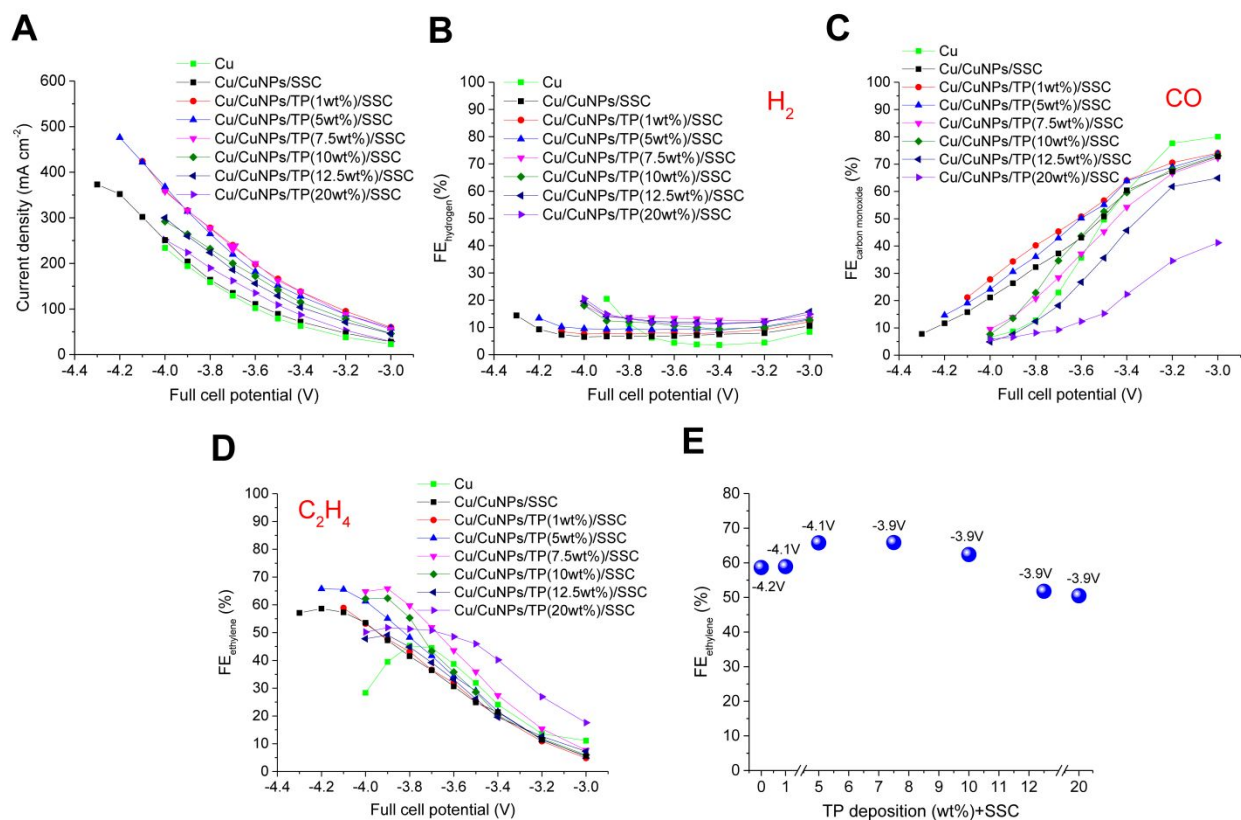 A
Cu
Cu/CuNPs/SSC
Cu/CuNPs/TP(1wt%)/SSC
Cu/CuNPs/TP(5wt%)/SSC
Cu/CuNPs/TP(7.5wt%)/SSC
Cu/CuNPs/TP(10wt%)/SSC
Cu/CuNPs/TP(12.5wt%)/SSC
Cu/CuNPs/TP(20wt%)/SSC
Current density (mA cm⁻²)
600
500
400
300
200
100
0
-4.4 -4.2 -4.0 -3.8 -3.6 -3.4 -3.2 -3.0
Full cell potential (V)
B
H₂
Cu
Cu/CuNPs/SSC
Cu/CuNPs/TP(1wt%)/SSC
Cu/CuNPs/TP(5wt%)/SSC
Cu/CuNPs/TP(7.5wt%)/SSC
Cu/CuNPs/TP(10wt%)/SSC
Cu/CuNPs/TP(12.5wt%)/SSC
Cu/CuNPs/TP(20wt%)/SSC
FE hydrogen (%)
100
90
80
70
60
50
40
30
20
10
0
-4.4 -4.2 -4.0 -3.8 -3.6 -3.4 -3.2 -3.0
Full cell potential (V)
C
CO
Cu
Cu/CuNPs/SSC
Cu/CuNPs/TP(1wt%)/SSC
Cu/CuNPs/TP(5wt%)/SSC
Cu/CuNPs/TP(7.5wt%)/SSC
Cu/CuNPs/TP(10wt%)/SSC
Cu/CuNPs/TP(12.5wt%)/SSC
Cu/CuNPs/TP(20wt%)/SSC
FE carbon monoxide (%)
100
90
80
70
60
50
40
30
20
10
0
-4.4 -4.2 -4.0 -3.8 -3.6 -3.4 -3.2 -3.0
Full cell potential (V)
D
C₂H₄
Cu
Cu/CuNPs/SSC
Cu/CuNPs/TP(1wt%)/SSC
Cu/CuNPs/TP(5wt%)/SSC
Cu/CuNPs/TP(7.5wt%)/SSC
Cu/CuNPs/TP(10wt%)/SSC
Cu/CuNPs/TP(12.5wt%)/SSC
Cu/CuNPs/TP(20wt%)/SSC
FE ethylene (%)
100
90
80
70
60
50
40
30
20
10
0
-4.4 -4.2 -4.0 -3.8 -3.6 -3.4 -3.2 -3.0
Full cell potential (V)
E
FE ethylene (%)
80
70
60
50
40
30
20
10
0
-4.2V
-4.1V
-4.1V
-3.9V
-3.9V
-3.9V
-3.9V
0 1 5 6 7 8 9 10 11 12 20
TP deposition (wt%)+SSC